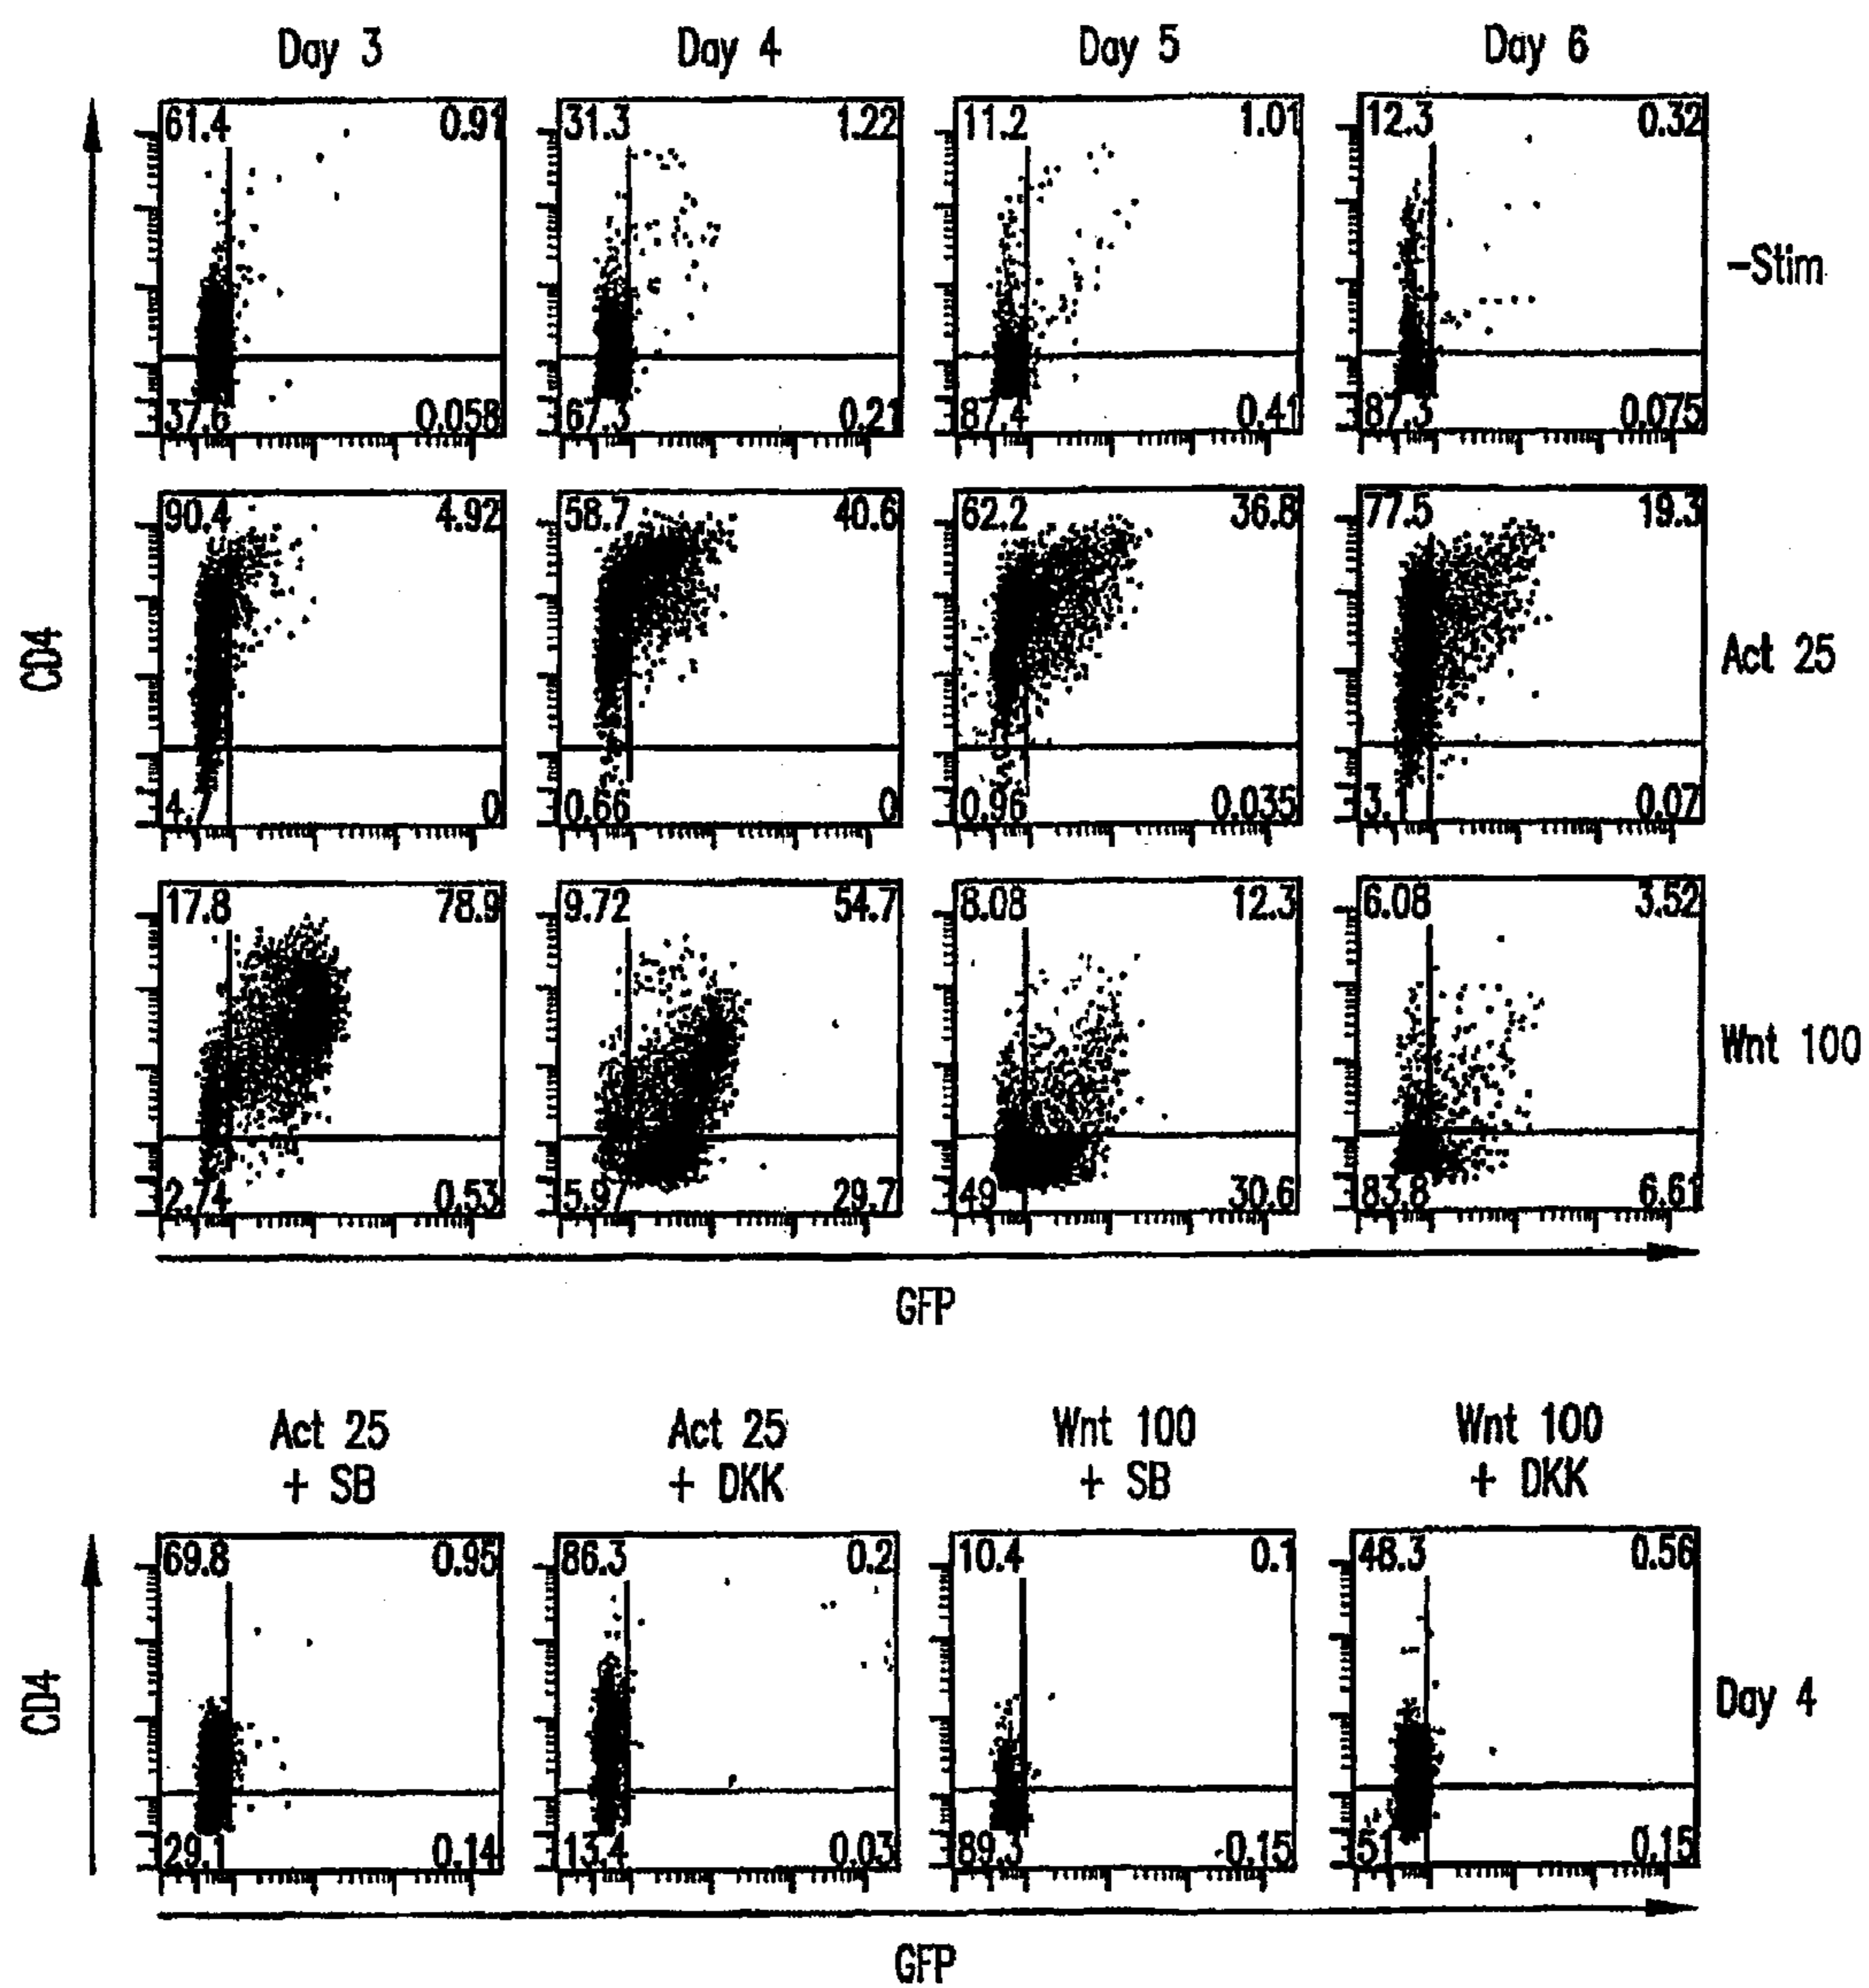 Day 3 Day 4 Day 5 Day 6
61.4 0.91 31.3 1.22 11.2 1.01 12.3 0.32
-Stim
37.6 0.058 67.3 0.21 87.4 0.41 87.3 0.075
90.4 4.92 58.7 40.6 62.2 36.8 77.5 19.3
CD4
Act 25
4.7 0 0.66 0 0.96 0.035 3.1 0.07
17.8 78.9 9.72 54.7 8.08 12.3 6.08 3.52
Wnt 100
2.74 0.53 5.97 29.7 49 30.6 83.8 6.61
GFP
Act 25 Act 25 Wnt 100 Wnt 100
+ SB + DKK + SB + DKK
69.8 0.95 86.3 0.2 10.4 0.1 48.3 0.56
CD4
Day 4
29.1 0.14 13.4 0.03 89.3 0.15 51 0.15
GFP